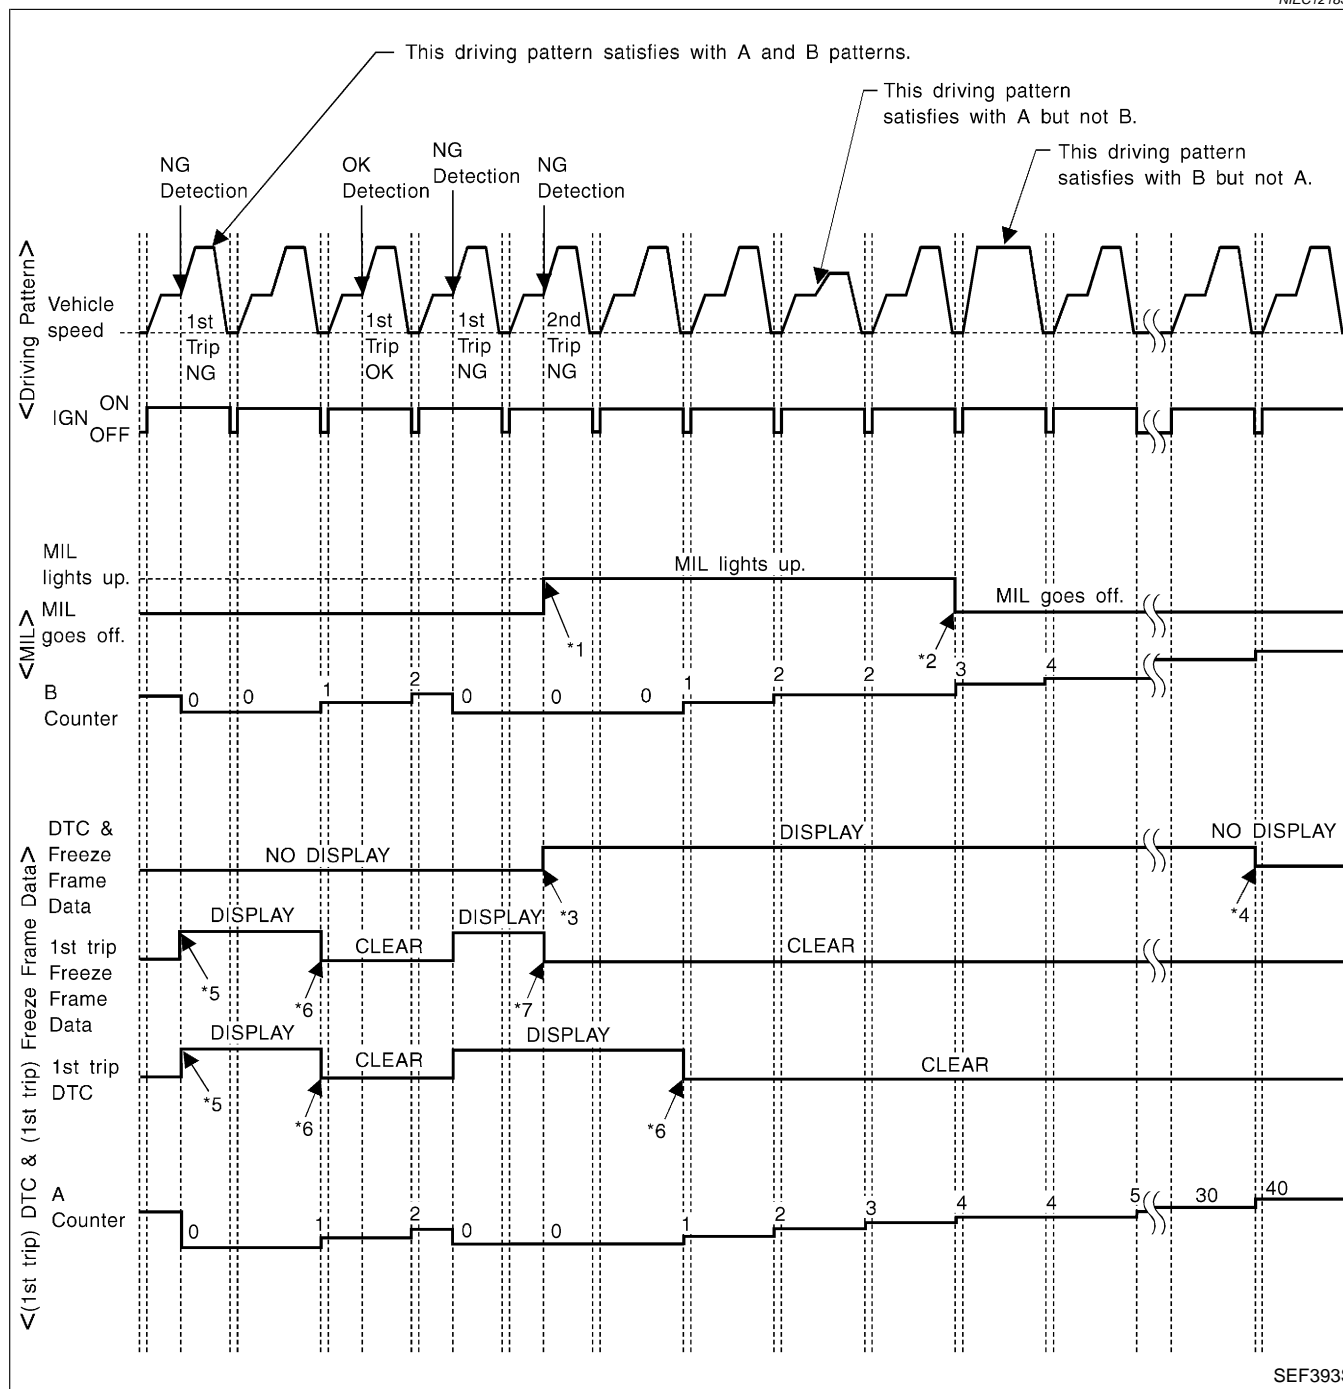 This driving pattern satisfies with A and B patterns.
This driving pattern
satisfies with A but not B.
This driving pattern
satisfies with B but not A.
NG
Detection
OK
Detection
NG
Detection
NG
Detection
<Driving Pattern>
Vehicle
speed
1st
Trip
NG
1st
Trip
OK
1st
Trip
NG
2nd
Trip
NG
IGN
ON
OFF
<MIL>
MIL
lights up.
MIL
goes off.
MIL lights up.
MIL goes off.
*1
*2
B
Counter
0 0 1 2 0 0 0 1 2 2 3 4 5
<(1st trip) DTC & (1st trip) Freeze Frame Data>
DTC &
Freeze
Frame
Data
NO DISPLAY
DISPLAY
NO DISPLAY
*3
*4
1st trip
Freeze
Frame
Data
DISPLAY
CLEAR
DISPLAY
CLEAR
*5
*6
*7
1st trip
DTC
DISPLAY
CLEAR
DISPLAY
CLEAR
*5
*6
*6
A
Counter
0 1 2 0 0 1 2 3 4 4 5 30 40